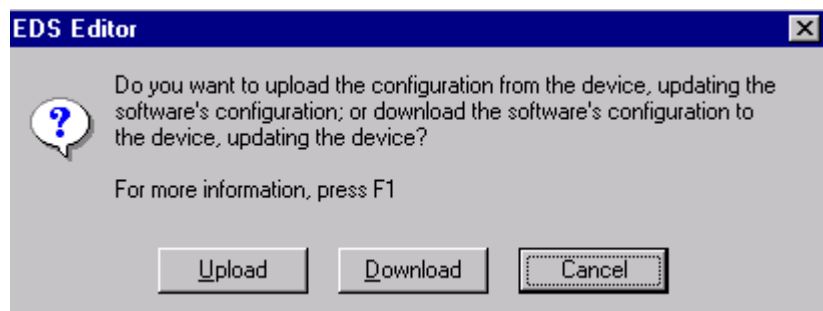 EDS Editor
Do you want to upload the configuration from the device, updating the
software's configuration; or download the software's configuration to
the device, updating the device?
For more information, press F1
Upload Download Cancel